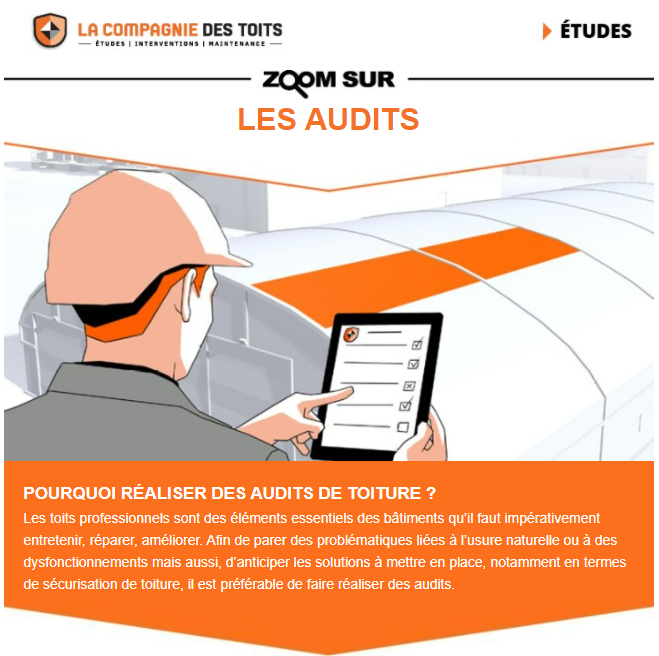 LA COMPAGNIE DES TOITS
ÉTUDES | INTERVENTIONS | MAINTENANCE
ÉTUDES
ZOOM SUR
LES AUDITS
POURQUOI RÉALISER DES AUDITS DE TOITURE ?
Les toits professionnels sont des éléments essentiels des bâtiments qu’il faut impérativement
entretenir, réparer, améliorer. Afin de parer des problématiques liées à l’usure naturelle ou à des
dysfonctionnements mais aussi, d’anticiper les solutions à mettre en place, notamment en termes
de sécurisation de toiture, il est préférable de faire réaliser des audits.